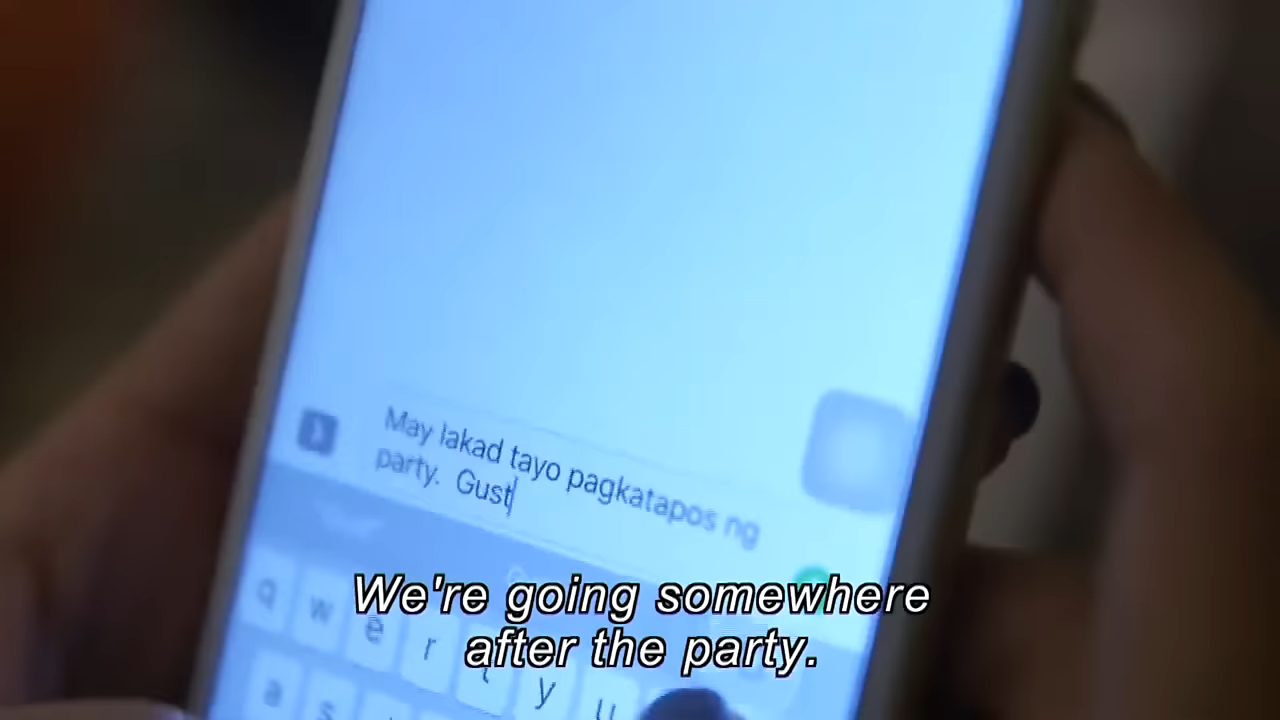 May lakad tayo pagkatapos ng
party.  Gust
q w e r t y u
a s
We're going somewhere
after the party.